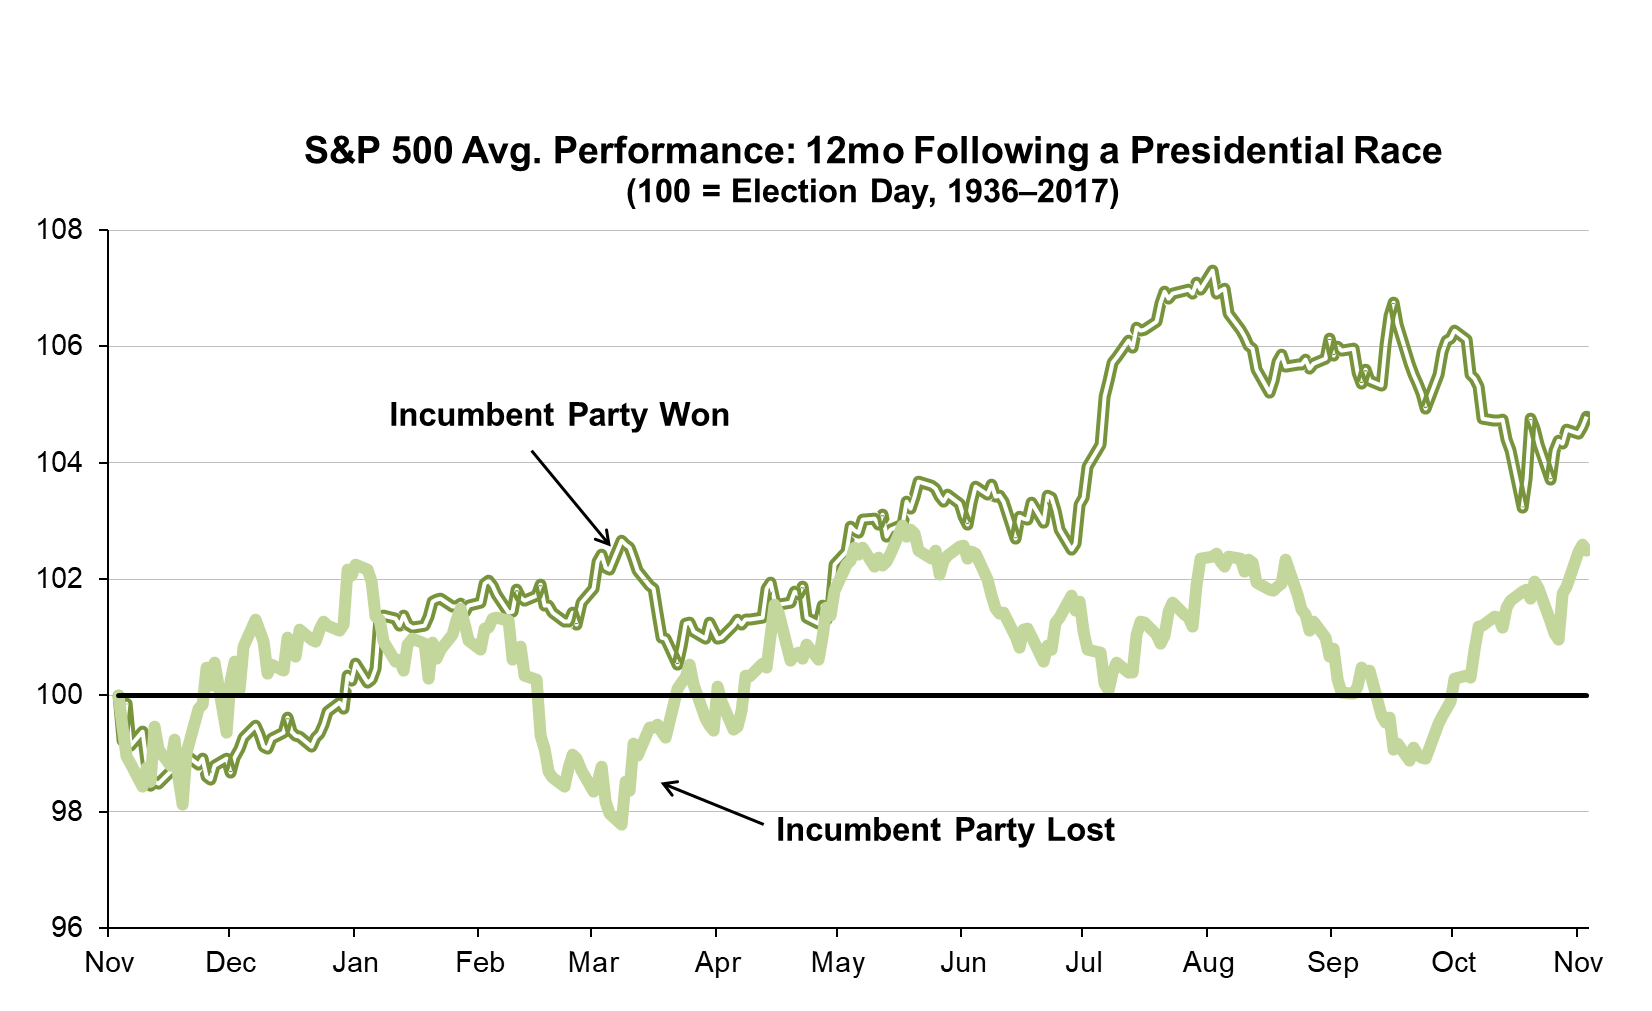 S&P 500 Avg. Performance: 12mo Following a Presidential Race
(100 = Election Day, 1936–2017)
108
106
104
102
100
98
96
Incumbent Party Won
Incumbent Party Lost
Nov Dec Jan Feb Mar Apr May Jun Jul Aug Sep Oct Nov